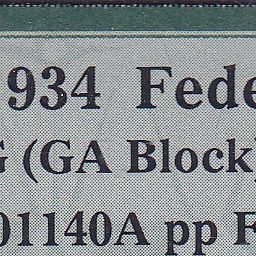 934 Fede
G (GA Block)
01140A pp F